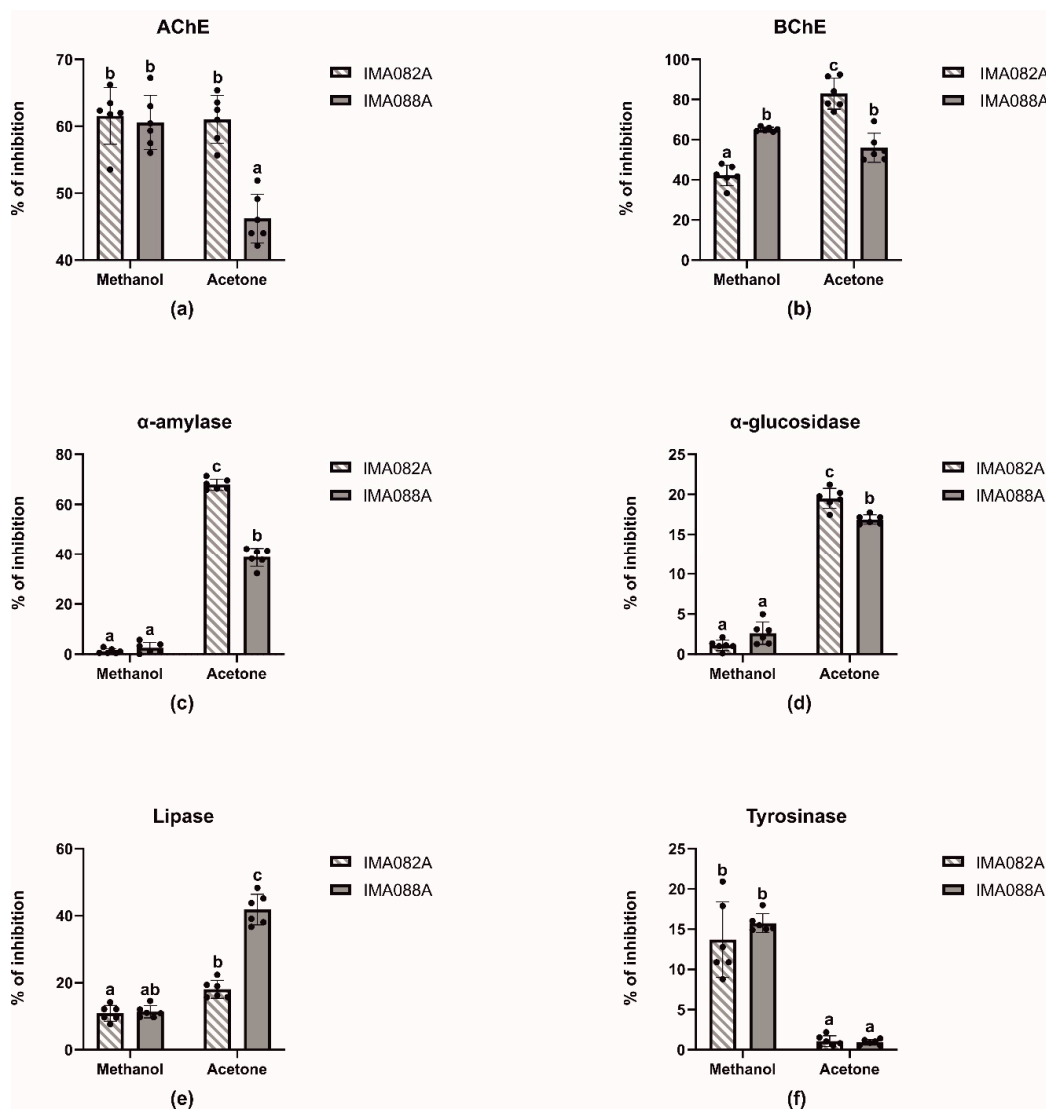 AChE
70
60
50
40
% of inhibition
b
b
b
a
Methanol
Acetone
IMA082A
IMA088A
(a)
BChE
100
80
60
40
20
0
% of inhibition
a
b
c
b
Methanol
Acetone
IMA082A
IMA088A
(b)
α-amylase
80
60
40
20
0
% of inhibition
a
a
c
b
Methanol
Acetone
IMA082A
IMA088A
(c)
α-glucosidase
25
20
15
10
5
0
% of inhibition
a
a
c
b
Methanol
Acetone
IMA082A
IMA088A
(d)
Lipase
60
40
20
0
% of inhibition
a
ab
b
c
Methanol
Acetone
IMA082A
IMA088A
(e)
Tyrosinase
25
20
15
10
5
0
% of inhibition
b
b
a
a
Methanol
Acetone
IMA082A
IMA088A
(f)